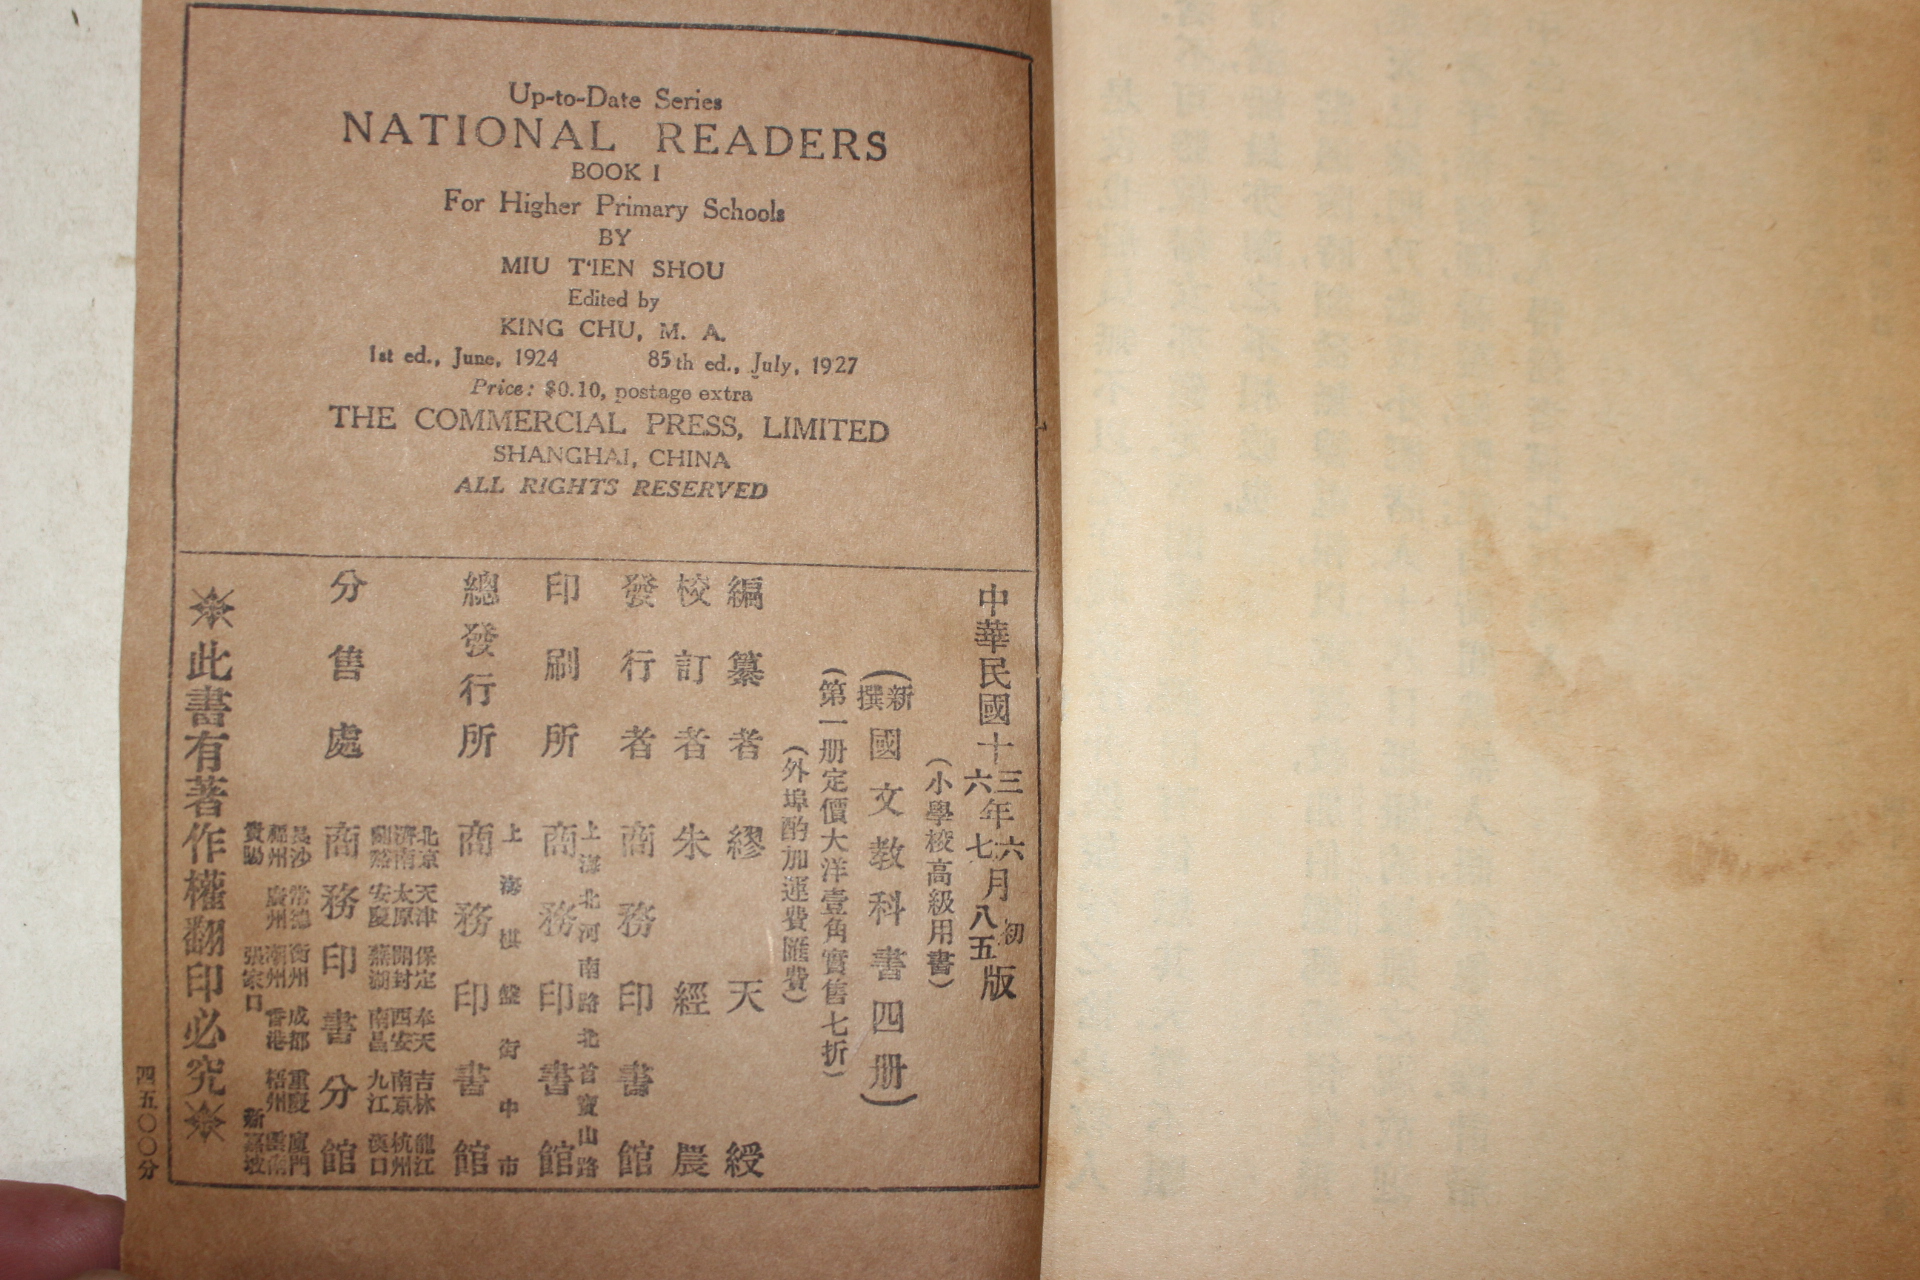 Up-to-Date Series
NATIONAL READERS
BOOK I
For Higher Primary Schools
BY
MIU T'IEN SHOU
Edited by
KING CHU, M. A.
1st ed., June, 1924 85th ed., July, 1927
Price: $0.10, postage extra
THE COMMERCIAL PRESS, LIMITED
SHANGHAI, CHINA
ALL RIGHTS RESERVED
中華民國十三年六月初版
六年七月八五版
(小學校高級用書)
(新撰國文教科書四册)
(第一册定價大洋壹角實售七折)
(外埠酌加運費匯費)
編纂者 繆天綬
校訂者 朱經農
發行者 商務印書館
印刷所 上海北河南路北首寶山路 商務印書館
總發行所 上海棋盤街中市 商務印書館
分售處 商務印書分館
北京 天津 保定 奉天 吉林 龍江
濟南 太原 開封 西安 南京 杭州
蘭谿 安慶 蕪湖 南昌 九江 漢口
長沙 常德 衡州 成都 重慶 廈門
福州 廣州 潮州 香港 梧州 雲南
貴陽 張家口 新嘉坡
※此書有著作權翻印必究※
四五〇〇分